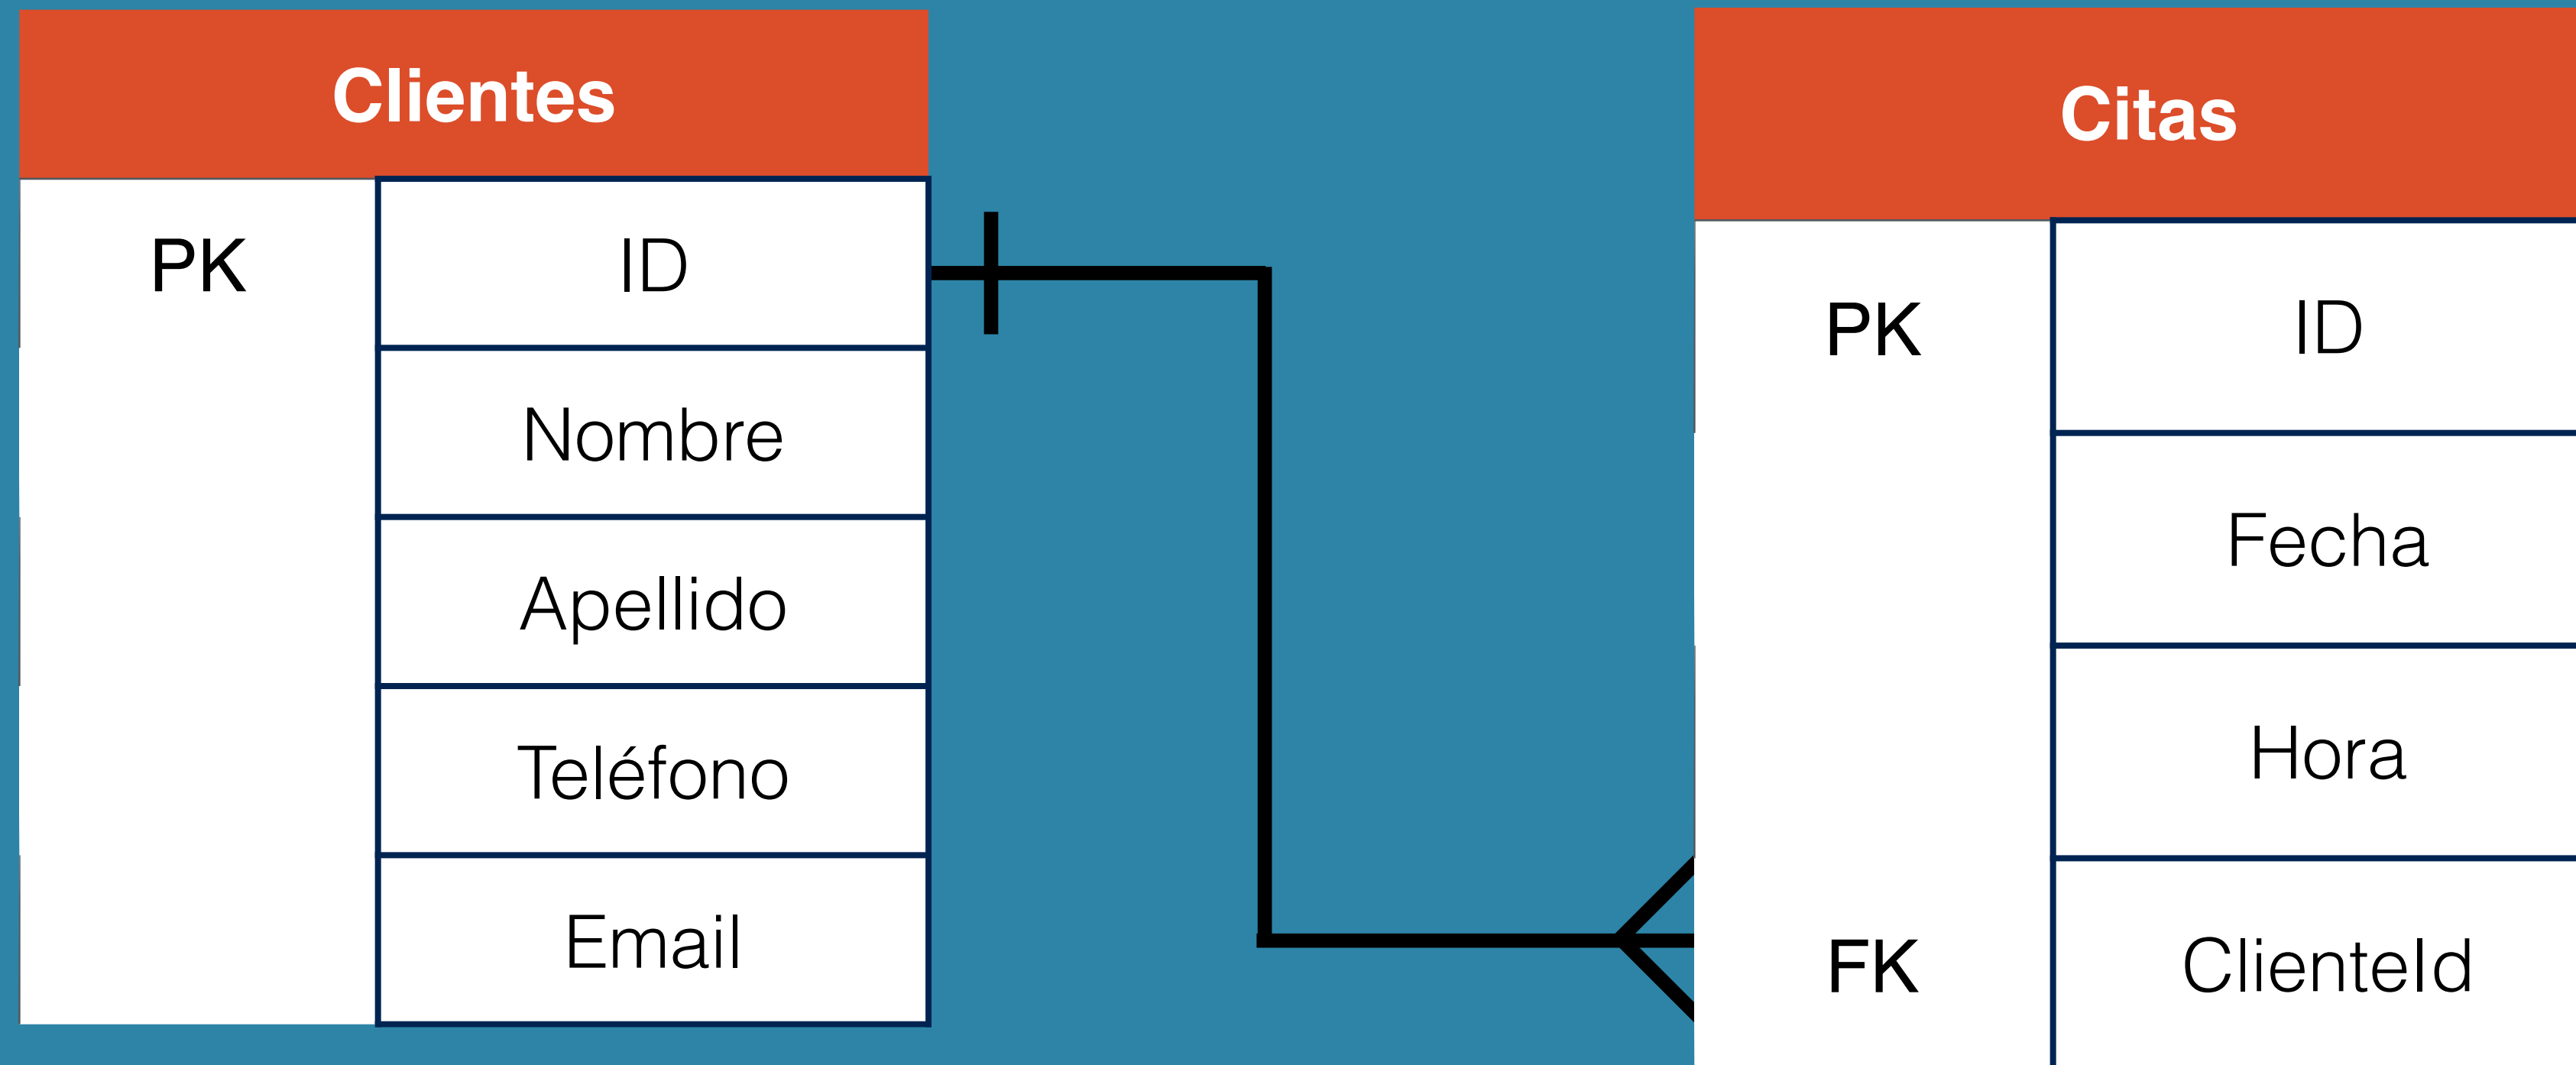 Clientes
PK ID
Nombre
Apellido
Teléfono
Email
Citas
PK ID
Fecha
Hora
FK ClienteId